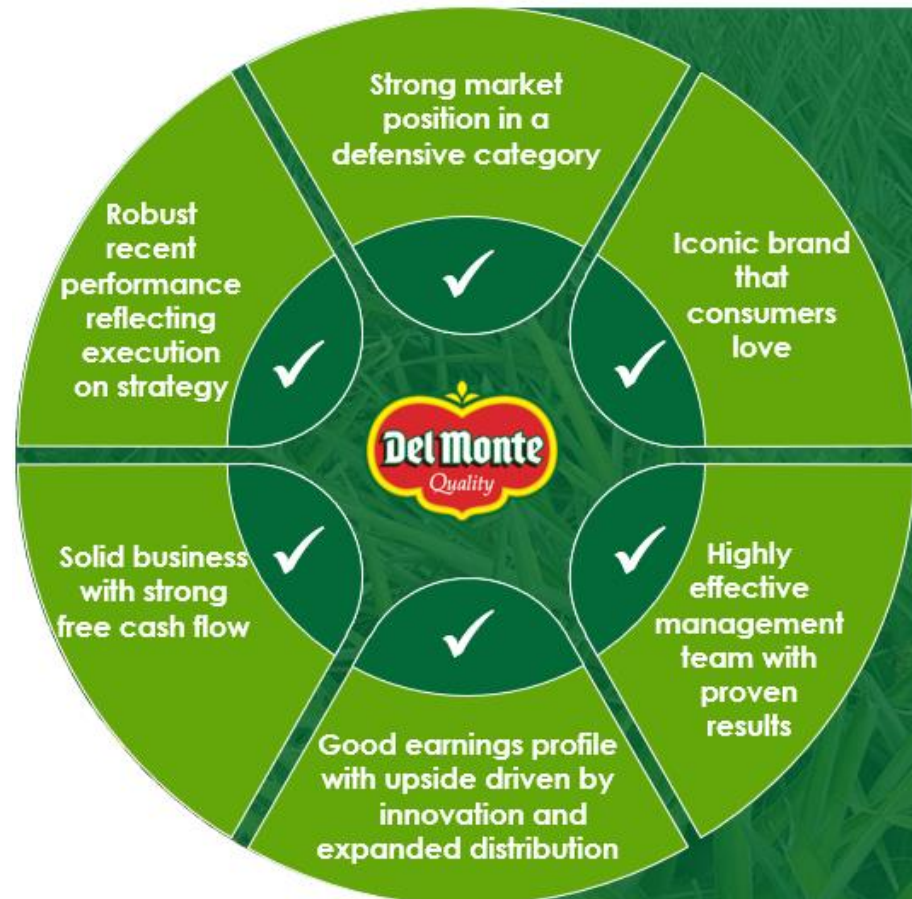 Strong market
position in a
defensive category
Iconic brand
that
consumers
love
Highly
effective
management
team with
proven
results
Good earnings profile
with upside driven by
innovation and
expanded distribution
Solid business
with strong
free cash flow
Robust
recent
performance
reflecting
execution
on strategy
Del Monte
Quality